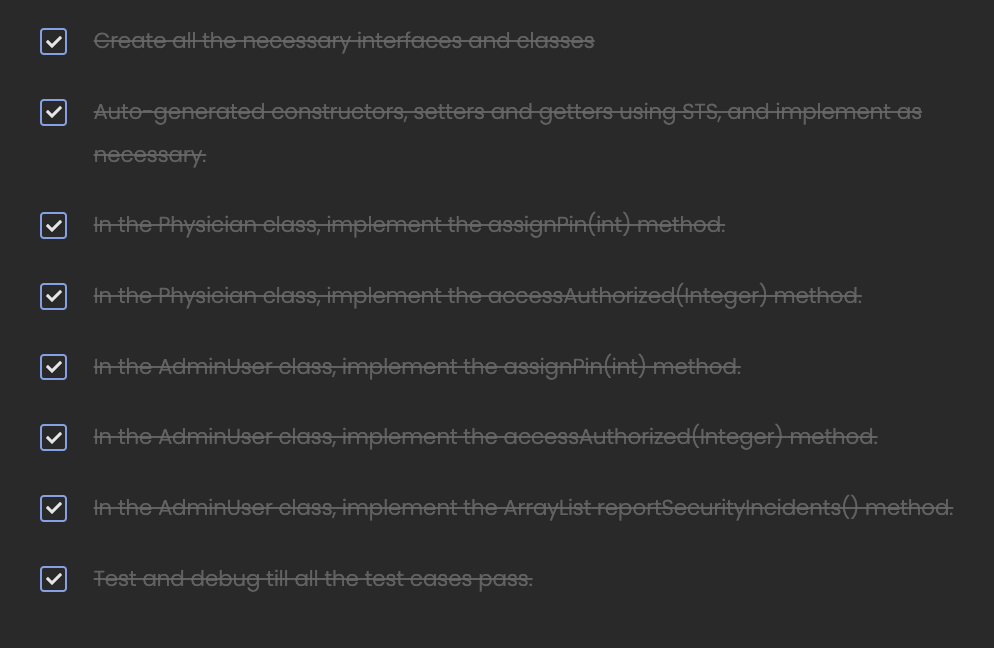 Create all the necessary interfaces and classes
Auto-generated constructors, setters and getters using STS, and implement as
necessary.
In the Physician class, implement the assignPin(int) method.
In the Physician class, implement the accessAuthorized(Integer) method.
In the AdminUser class, implement the assignPin(int) method.
In the AdminUser class, implement the accessAuthorized(Integer) method.
In the AdminUser class, implement the ArrayList reportSecurityIncidents() method.
Test and debug till all the test cases pass.